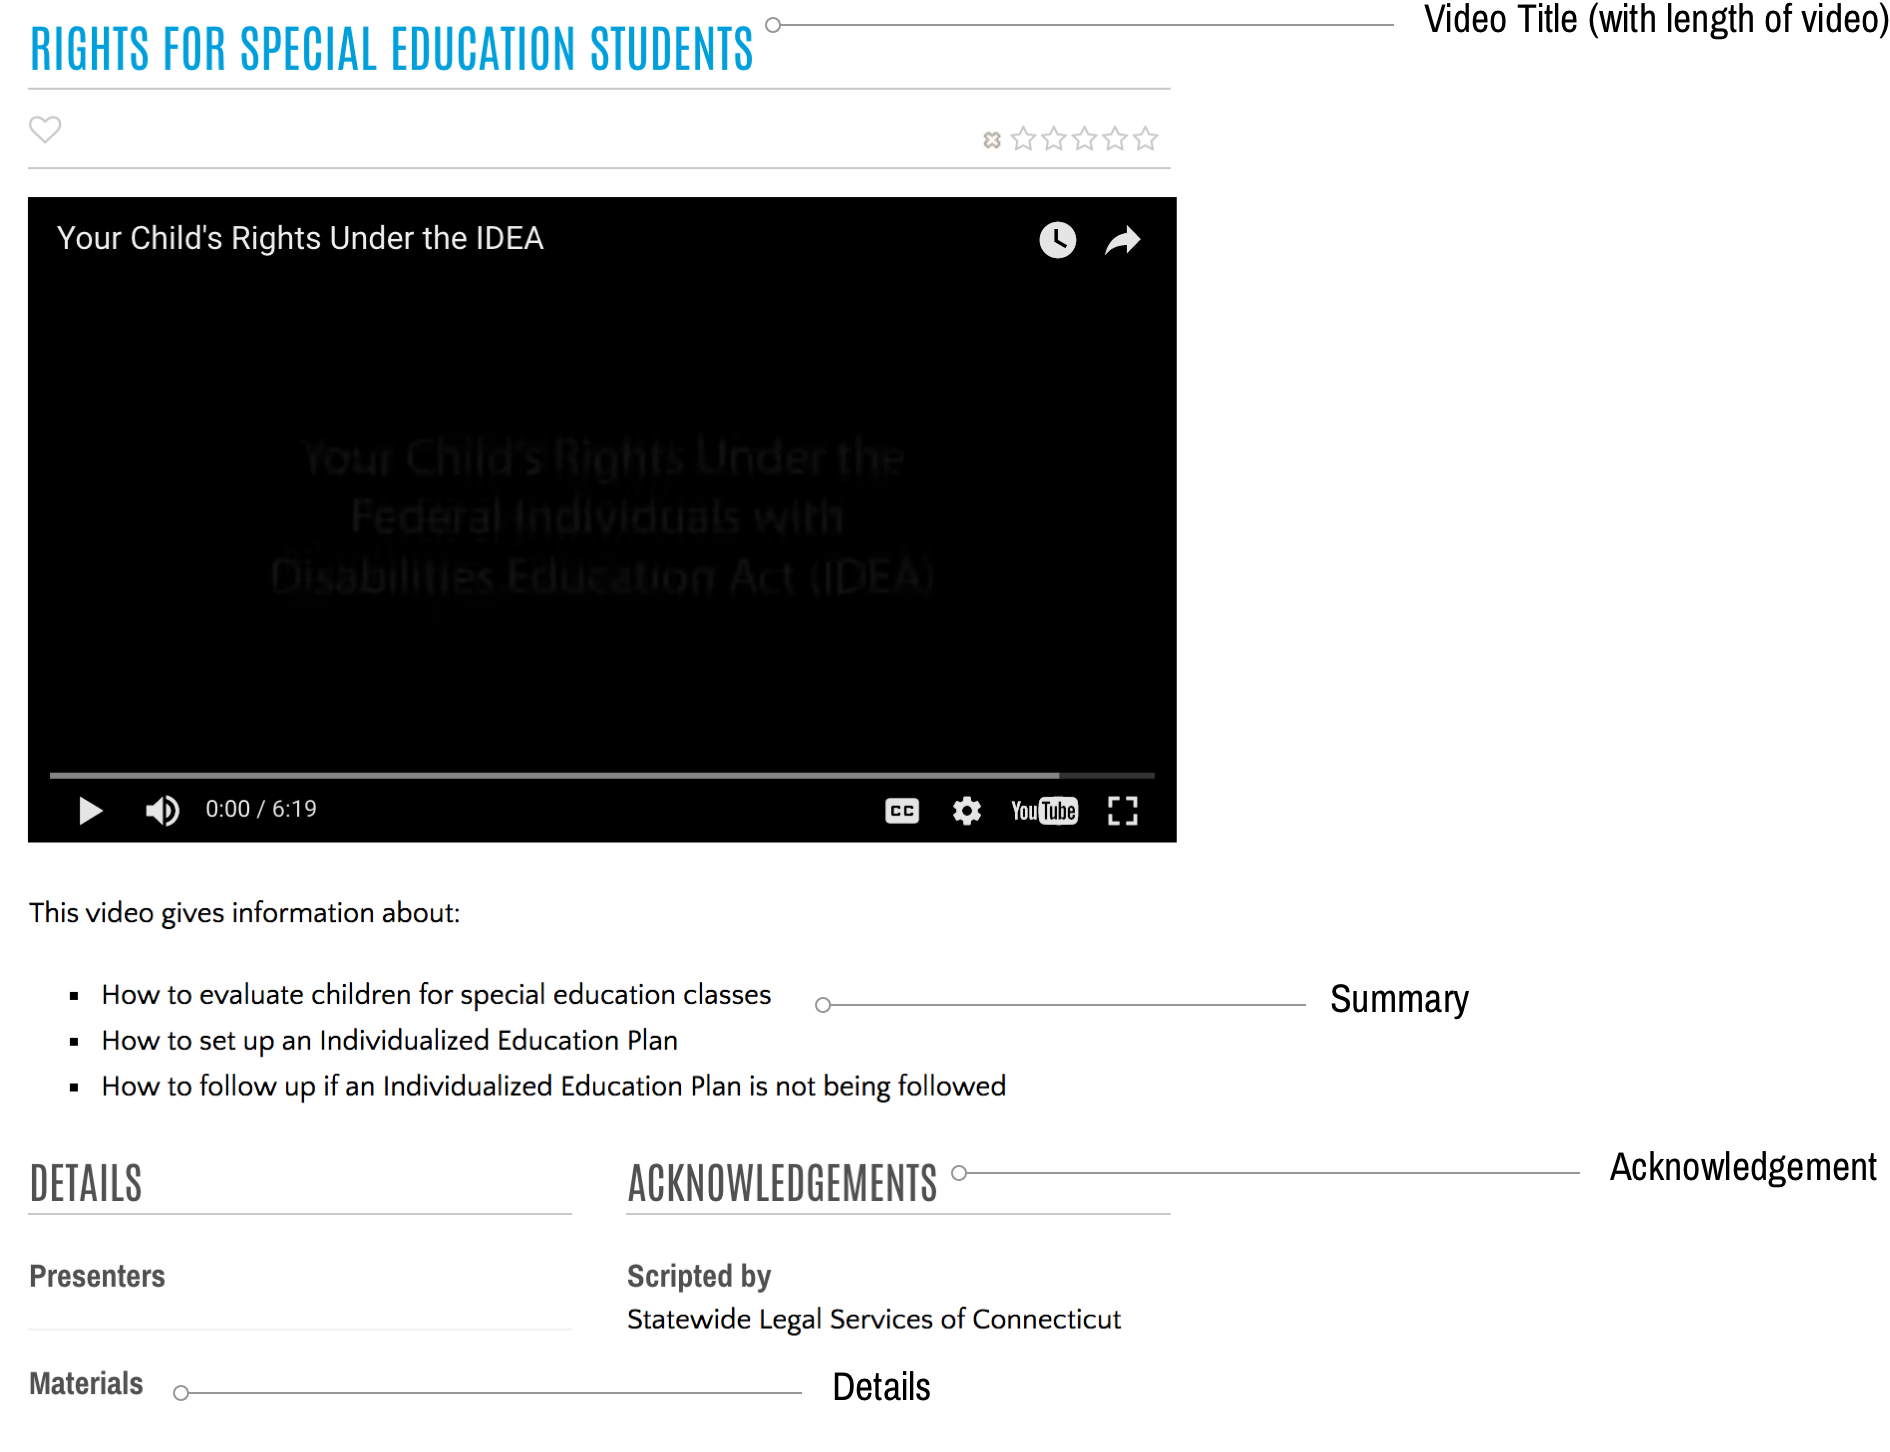 RIGHTS FOR SPECIAL EDUCATION STUDENTS
Video Title (with length of video)
Your Child's Rights Under the IDEA
Your Child's Rights Under the
Federal Individuals with
Disabilities Education Act (IDEA)
0:00 / 6:19
CC
YouTube
This video gives information about:
How to evaluate children for special education classes
Summary
How to set up an Individualized Education Plan
How to follow up if an Individualized Education Plan is not being followed
DETAILS
ACKNOWLEDGEMENTS
Acknowledgement
Presenters
Scripted by
Statewide Legal Services of Connecticut
Materials
Details